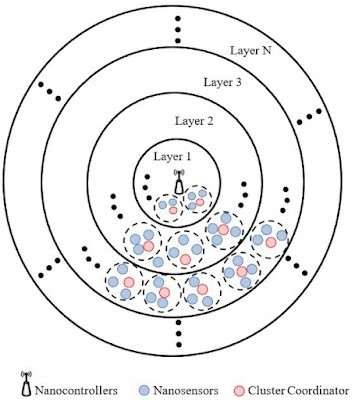 Layer N
Layer 3
Layer 2
Layer 1
Nanocontrollers Nanosensors Cluster Coordinator